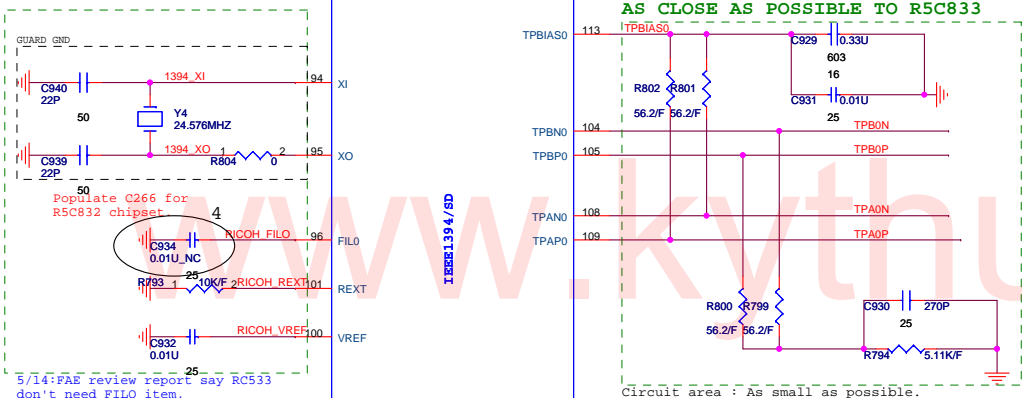 AS CLOSE AS POSSIBLE TO R5C833
GUARD GND
C940
22P
50
1394_XI
94
XI
Y4
24.576MHZ
C939
22P
50
1394_XO
1
R804
2
0
95
XO
Populate C266 for
R5C832 chipset.
4
C934
0.01U_NC
25
RICOH_FILO
96
FIL0
R793
1
10K/F
2
RICOH_REXT
101
REXT
C932
0.01U
25
RICOH_VREF
100
VREF
5/14:FAE review report say RC533
don't need FILO item.
IEEE1394/SD
TPBIAS0
113
TPBIAS0
C929
0.33U
603
16
C931
0.01U
25
R802
R801
56.2/F
56.2/F
TPBN0
104
TPB0N
TPBP0
105
TPB0P
TPAN0
108
TPA0N
TPAP0
109
TPA0P
R800
R799
56.2/F
56.2/F
C930
270P
25
R794
5.11K/F
Circuit area : As small as possible.
www.kythu